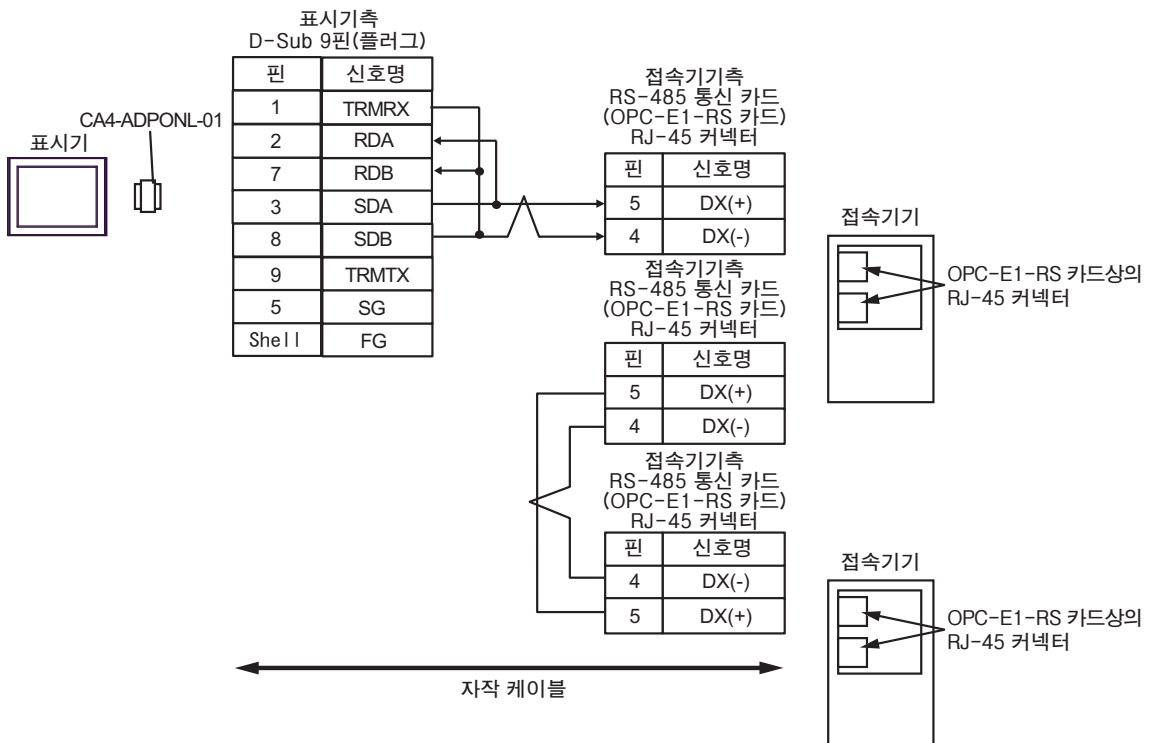 표시기측
D-Sub 9핀(플러그)
핀 신호명
1 TRMRX
2 RDA
7 RDB
3 SDA
8 SDB
9 TRMTX
5 SG
Shell FG
CA4-ADPONL-01
표시기
접속기기측
RS-485 통신 카드
(OPC-E1-RS 카드)
RJ-45 커넥터
핀 신호명
5 DX(+)
4 DX(-)
접속기기측
RS-485 통신 카드
(OPC-E1-RS 카드)
RJ-45 커넥터
핀 신호명
5 DX(+)
4 DX(-)
접속기기측
RS-485 통신 카드
(OPC-E1-RS 카드)
RJ-45 커넥터
핀 신호명
4 DX(-)
5 DX(+)
접속기기
OPC-E1-RS 카드상의
RJ-45 커넥터
접속기기
OPC-E1-RS 카드상의
RJ-45 커넥터
자작 케이블